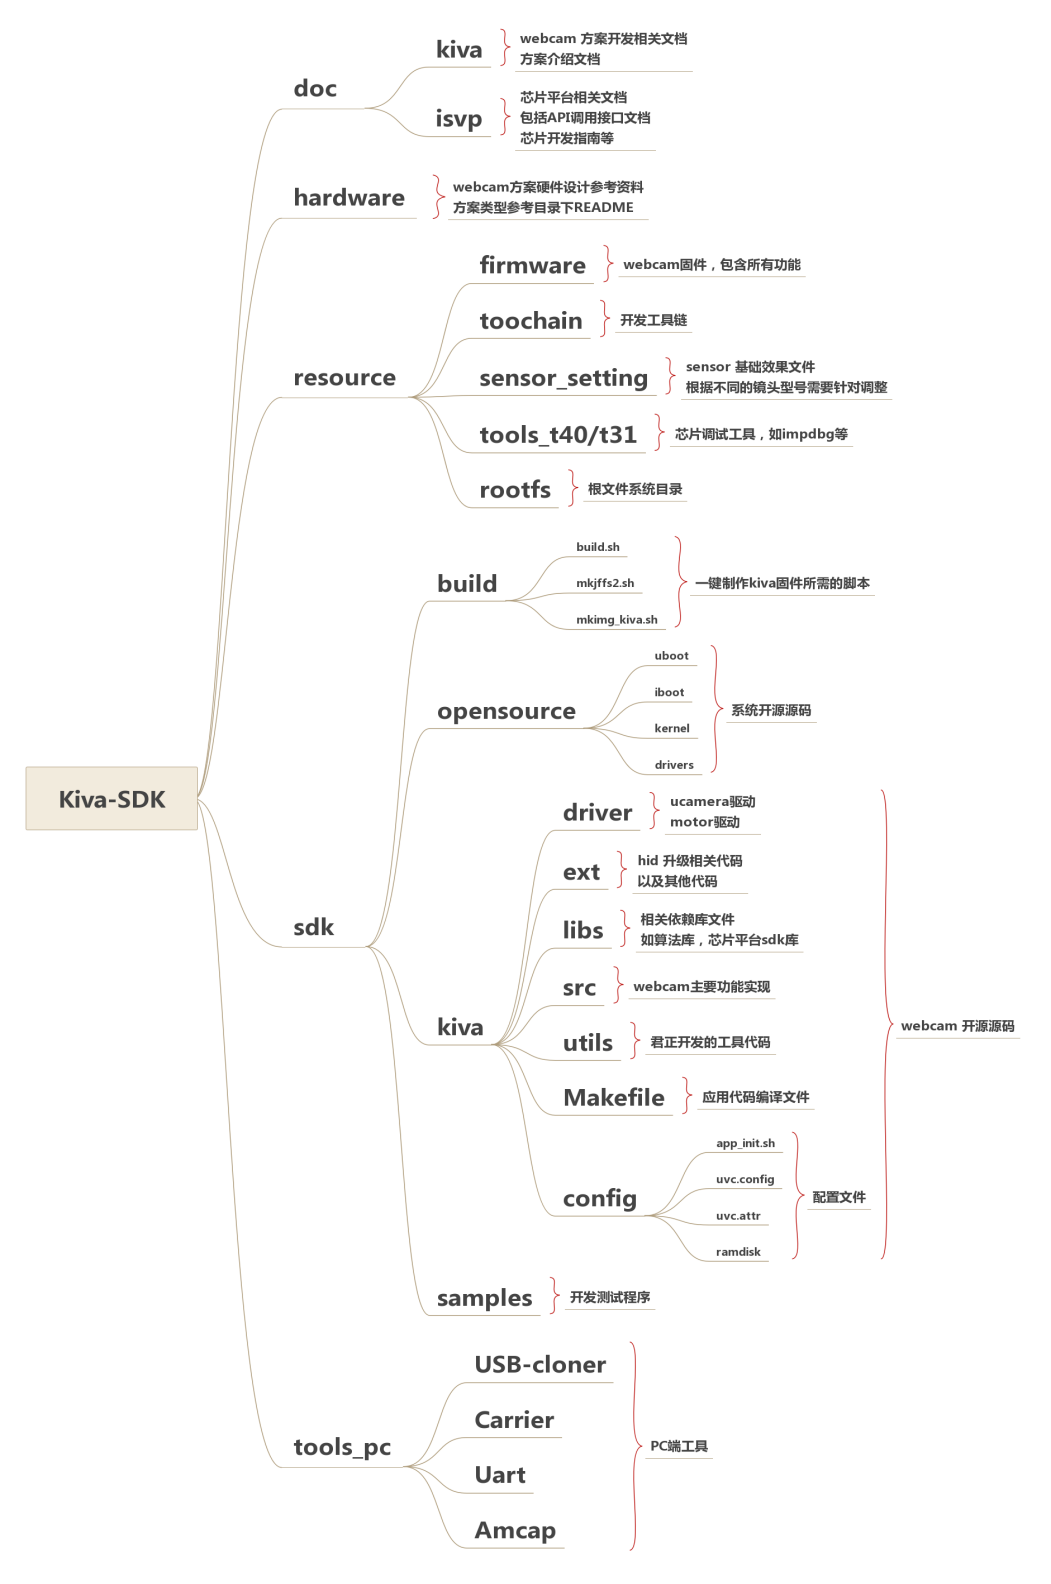 Kiva-SDK
doc
kiva
webcam 方案开发相关文档
方案介绍文档
isvp
芯片平台相关文档
包括API调用接口文档
芯片开发指南等
hardware
webcam方案硬件设计参考资料
方案类型参考目录下README
resource
firmware
webcam固件，包含所有功能
toochain
开发工具链
sensor_setting
sensor 基础效果文件
根据不同的镜头型号需要针对调整
tools_t40/t31
芯片调试工具，如impdbg等
rootfs
根文件系统目录
sdk
build
build.sh
mkjffs2.sh
mkimg_kiva.sh
一键制作kiva固件所需的脚本
opensource
uboot
iboot
kernel
drivers
系统开源源码
kiva
driver
ucamera驱动
motor驱动
ext
hid 升级相关代码
以及其他代码
libs
相关依赖库文件
如算法库，芯片平台sdk库
src
webcam主要功能实现
utils
君正开发的工具代码
Makefile
应用代码编译文件
config
app_init.sh
uvc.config
uvc.attr
ramdisk
配置文件
webcam 开源源码
samples
开发测试程序
tools_pc
USB-cloner
Carrier
Uart
Amcap
PC端工具